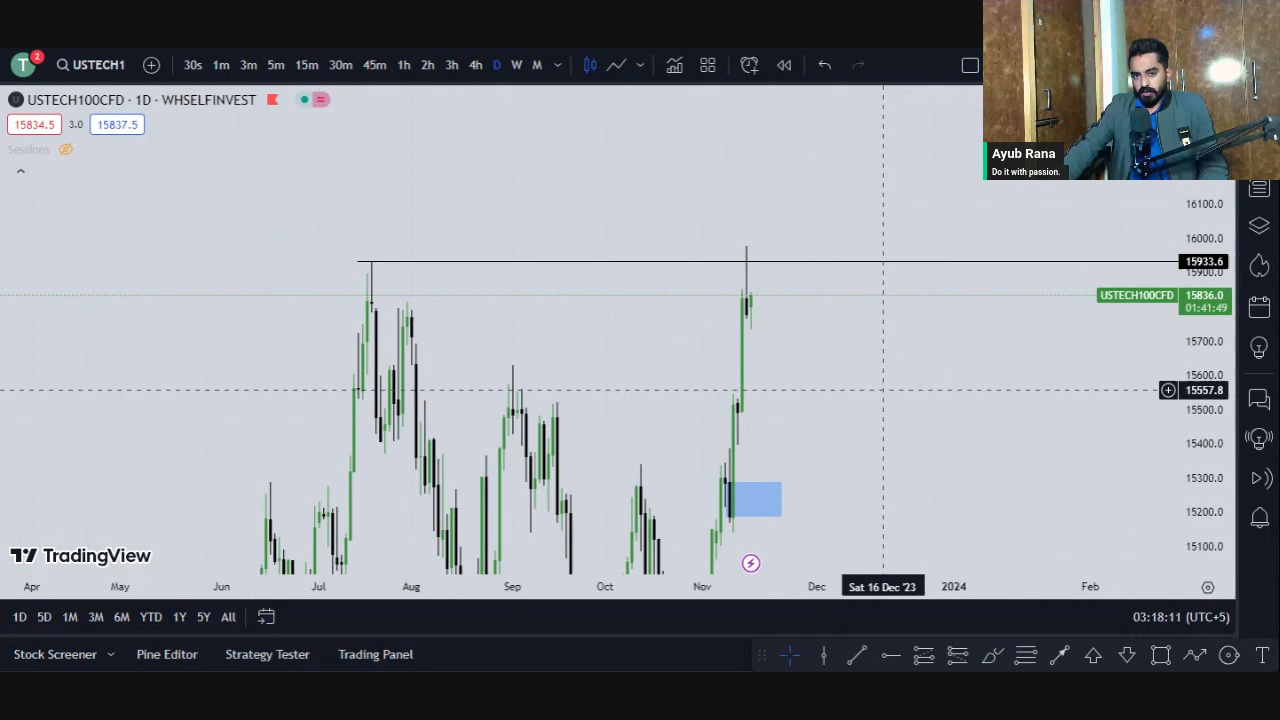 T 2 USTECH1 30s 1m 3m 5m 15m 30m 45m 1h 2h 3h 4h D W M
USTECH100CFD · 1D · WHSELFINVEST
15834.5 3.0 15837.5
Sessions
Ayub Rana
Do it with passion.
16100.0
16000.0
15933.6
15900.0
USTECH100CFD 15836.0
01:41:49
15700.0
15600.0
15557.8
15500.0
15400.0
15300.0
15200.0
15100.0
TradingView
Apr May Jun Jul Aug Sep Oct Nov Dec Sat 16 Dec '23 2024 Feb
1D 5D 1M 3M 6M YTD 1Y 5Y All 03:18:11 (UTC+5)
Stock Screener Pine Editor Strategy Tester Trading Panel T